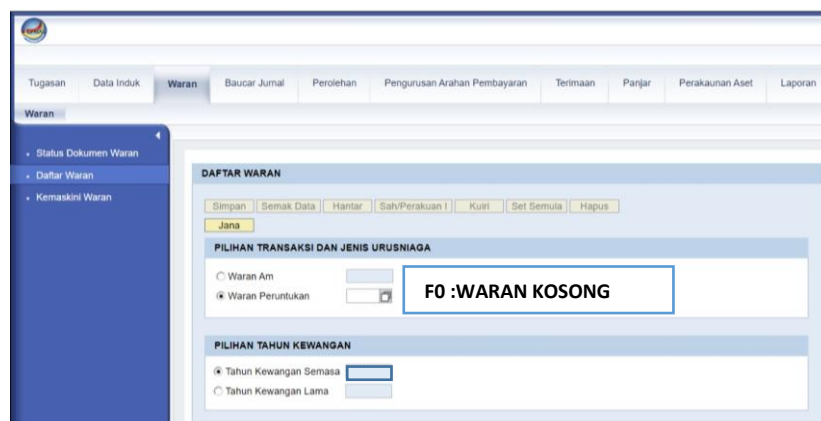 Tugasan Data Induk Waran Baucar Jurnal Perolehan Pengurusan Arahan Pembayaran Terimaan Panjar Perakaunan Aset Laporan
Waran
Status Dokumen Waran
Daftar Waran
Kemaskini Waran
DAFTAR WARAN
Simpan Semak Data Hantar Sah/Perakuan I Kuiri Set Semula Hapus
Jana
PILIHAN TRANSAKSI DAN JENIS URUSNIAGA
Waran Am
Waran Peruntukan
F0 :WARAN KOSONG
PILIHAN TAHUN KEWANGAN
Tahun Kewangan Semasa
Tahun Kewangan Lama